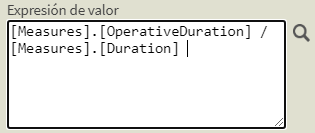 Expresión de valor
[Measures].[OperativeDuration] /
[Measures].[Duration]